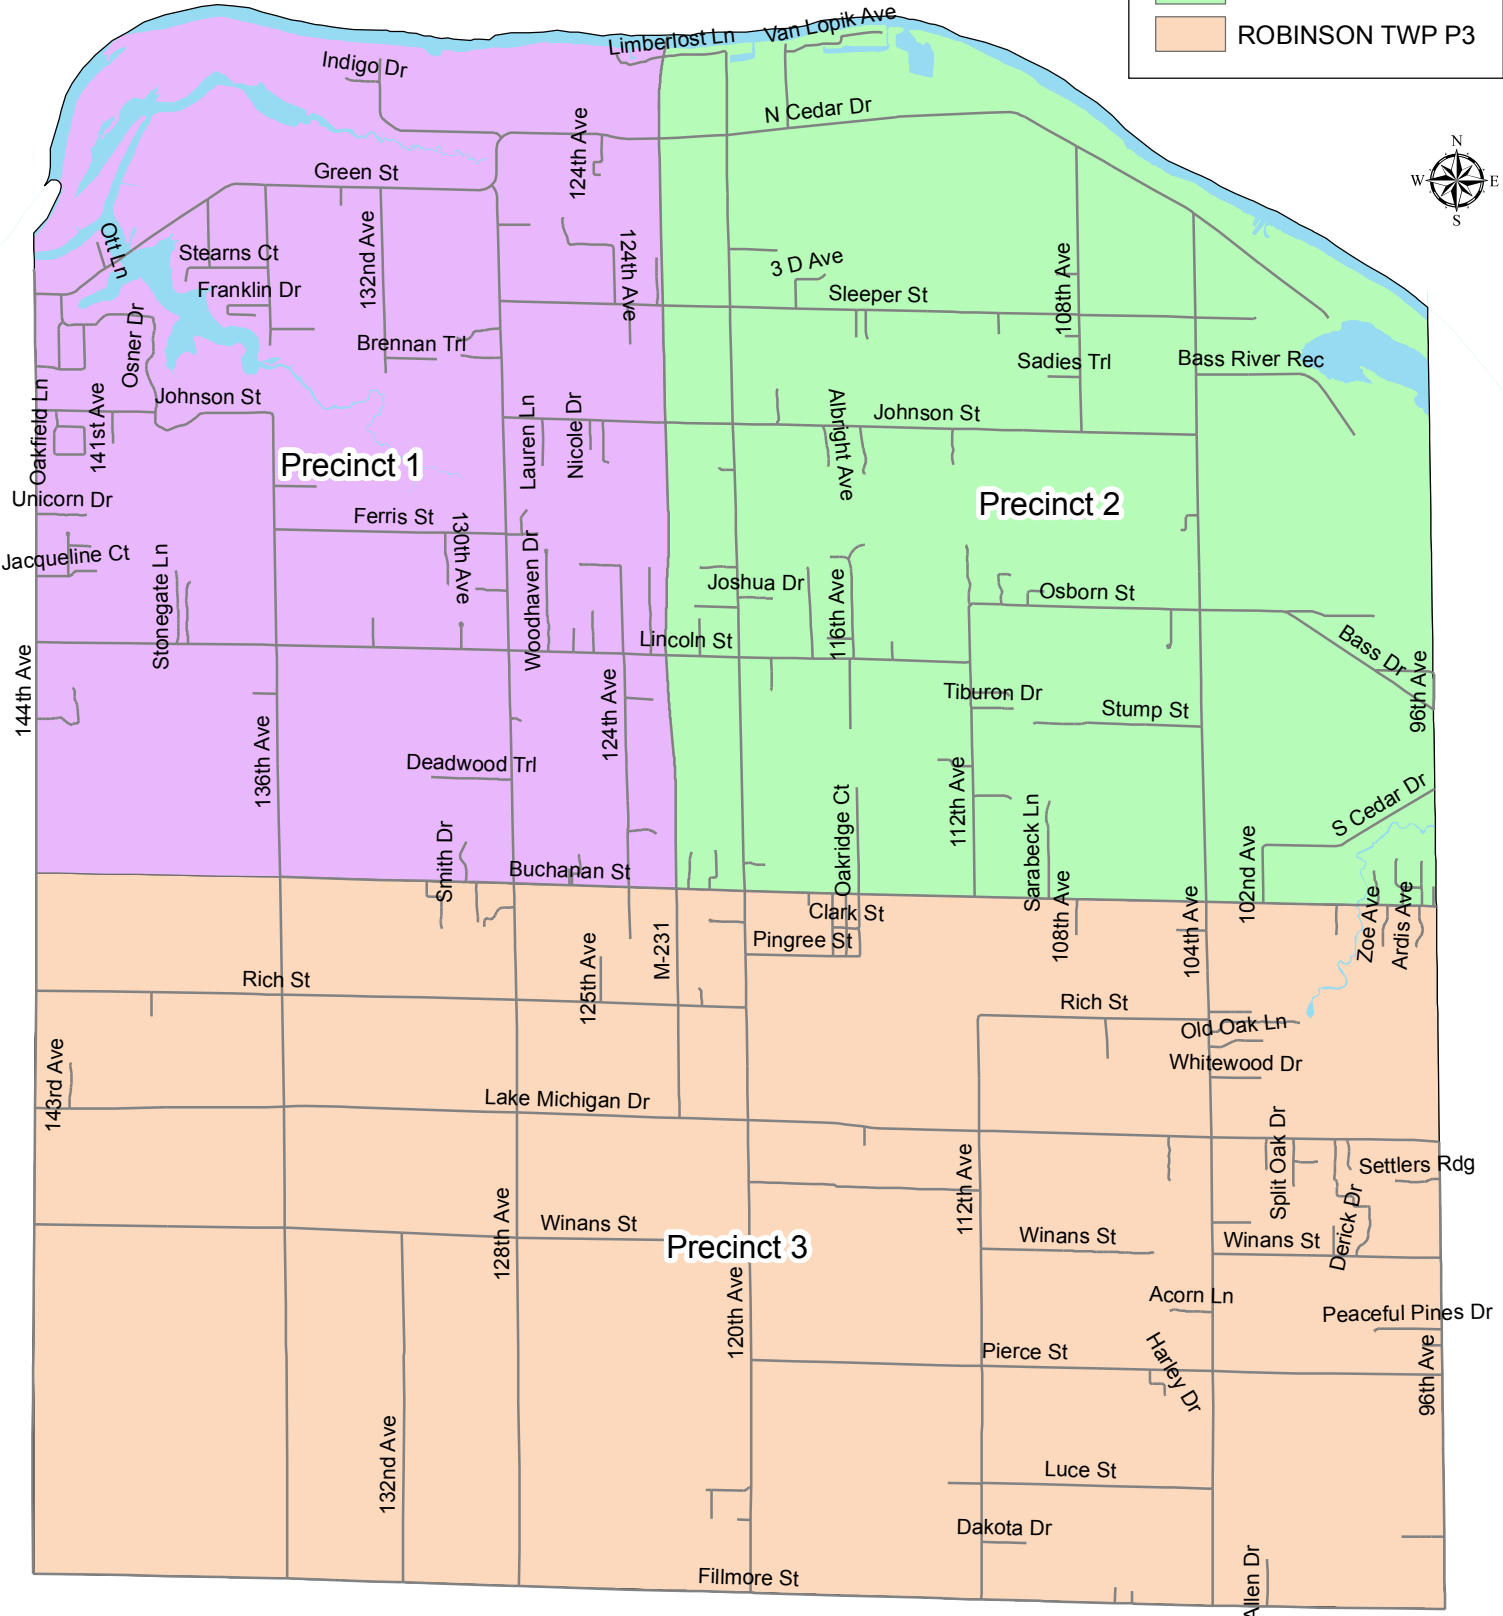 ROBINSON TWP P3
N
W E
S
Limberlost Ln
Van Lopik Ave
Indigo Dr
N Cedar Dr
124th Ave
Green St
Ott Ln
Stearns Ct
132nd Ave
124th Ave
3 D Ave
108th Ave
Franklin Dr
Sleeper St
Osner Dr
Brennan Trl
Sadies Trl
Bass River Rec
Johnson St
Oakfield Ln
141st Ave
Lauren Ln
Nicole Dr
Albright Ave
Johnson St
Precinct 1
Precinct 2
Unicorn Dr
Ferris St
130th Ave
Jacqueline Ct
Stonegate Ln
Woodhaven Dr
Joshua Dr
116th Ave
Osborn St
Lincoln St
Bass Dr
144th Ave
96th Ave
136th Ave
124th Ave
Tiburon Dr
Stump St
Deadwood Trl
112th Ave
Oakridge Ct
Sarabeck Ln
S Cedar Dr
Smith Dr
Buchanan St
102nd Ave
Clark St
108th Ave
104th Ave
Zoe Ave
Ardis Ave
Pingree St
M-231
125th Ave
Rich St
Rich St
Old Oak Ln
Whitewood Dr
143rd Ave
Lake Michigan Dr
Split Oak Dr
Settlers Rdg
112th Ave
128th Ave
Winans St
Precinct 3
Winans St
Winans St
Derick Dr
120th Ave
Acorn Ln
Peaceful Pines Dr
Pierce St
Harley Dr
96th Ave
132nd Ave
Luce St
Dakota Dr
Fillmore St
Allen Dr